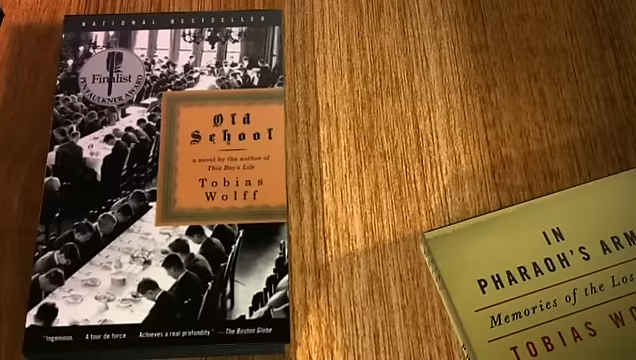 NATIONAL BESTSELLER
Finalist
PEN/FAULKNER AWARD
Old
School
a novel by the author of
This Boy's Life
Tobias
Wolff
"Ingenious. A tour de force Achieves a real profundity." —The Boston Globe
IN
PHARAOH'S ARM
Memories of the Los
TOBIAS WO